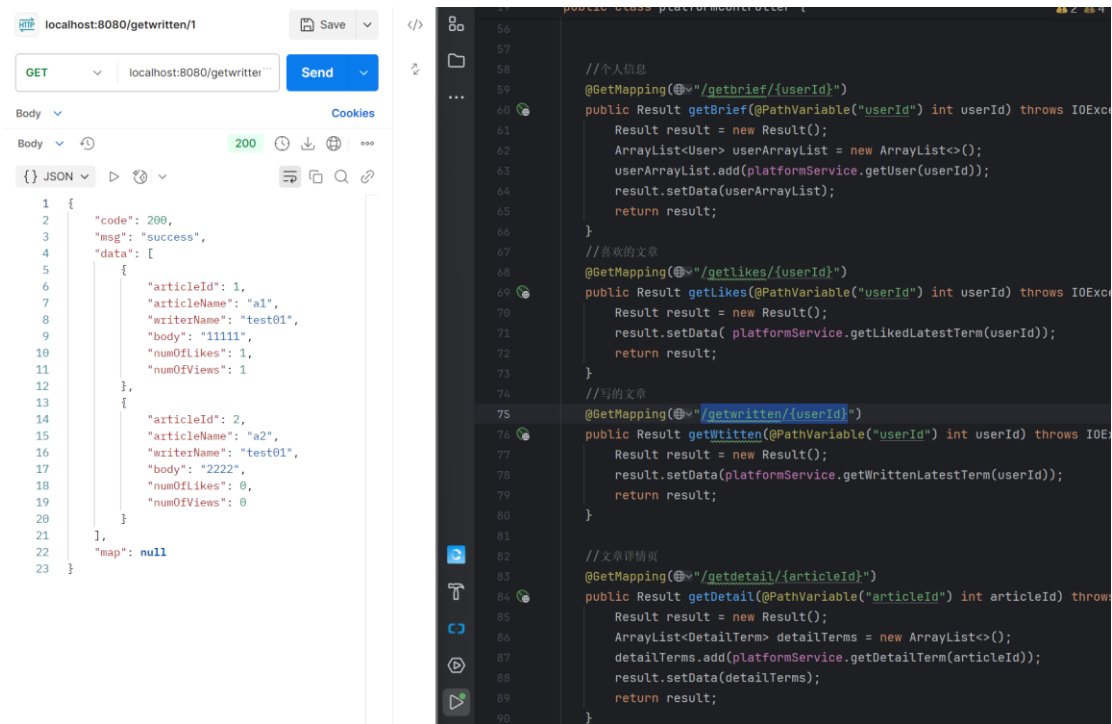 HTTP localhost:8080/getwritten/1
Save
GET
localhost:8080/getwritten
Send
Body
Cookies
Body
200
{} JSON
1 {
2 "code": 200,
3 "msg": "success",
4 "data": [
5 {
6 "articleId": 1,
7 "articleName": "a1",
8 "writerName": "test01",
9 "body": "11111",
10 "numOfLikes": 1,
11 "numOfViews": 1
12 },
13 {
14 "articleId": 2,
15 "articleName": "a2",
16 "writerName": "test01",
17 "body": "2222",
18 "numOfLikes": 0,
19 "numOfViews": 0
20 }
21 ],
22 "map": null
23 }
public class platformController {
2 4
56
57
58 //个人信息
59 @GetMapping("/getbrief/{userId}")
60 public Result getBrief(@PathVariable("userId") int userId) throws IOExce
61 Result result = new Result();
62 ArrayList<User> userArrayList = new ArrayList<>();
63 userArrayList.add(platformService.getUser(userId));
64 result.setData(userArrayList);
65 return result;
66 }
67 //喜欢的文章
68 @GetMapping("/getlikes/{userId}")
69 public Result getLikes(@PathVariable("userId") int userId) throws IOExce
70 Result result = new Result();
71 result.setData( platformService.getLikedLatestTerm(userId));
72 return result;
73 }
74 //写的文章
75 @GetMapping("/getwritten/{userId}")
76 public Result getWtitten(@PathVariable("userId") int userId) throws IOEx
77 Result result = new Result();
78 result.setData(platformService.getWrittenLatestTerm(userId));
79 return result;
80 }
81
82 //文章详情页
83 @GetMapping("/getdetail/{articleId}")
84 public Result getDetail(@PathVariable("articleId") int articleId) throws
85 Result result = new Result();
86 ArrayList<DetailTerm> detailTerms = new ArrayList<>();
87 detailTerms.add(platformService.getDetailTerm(articleId));
88 result.setData(detailTerms);
89 return result;
90 }